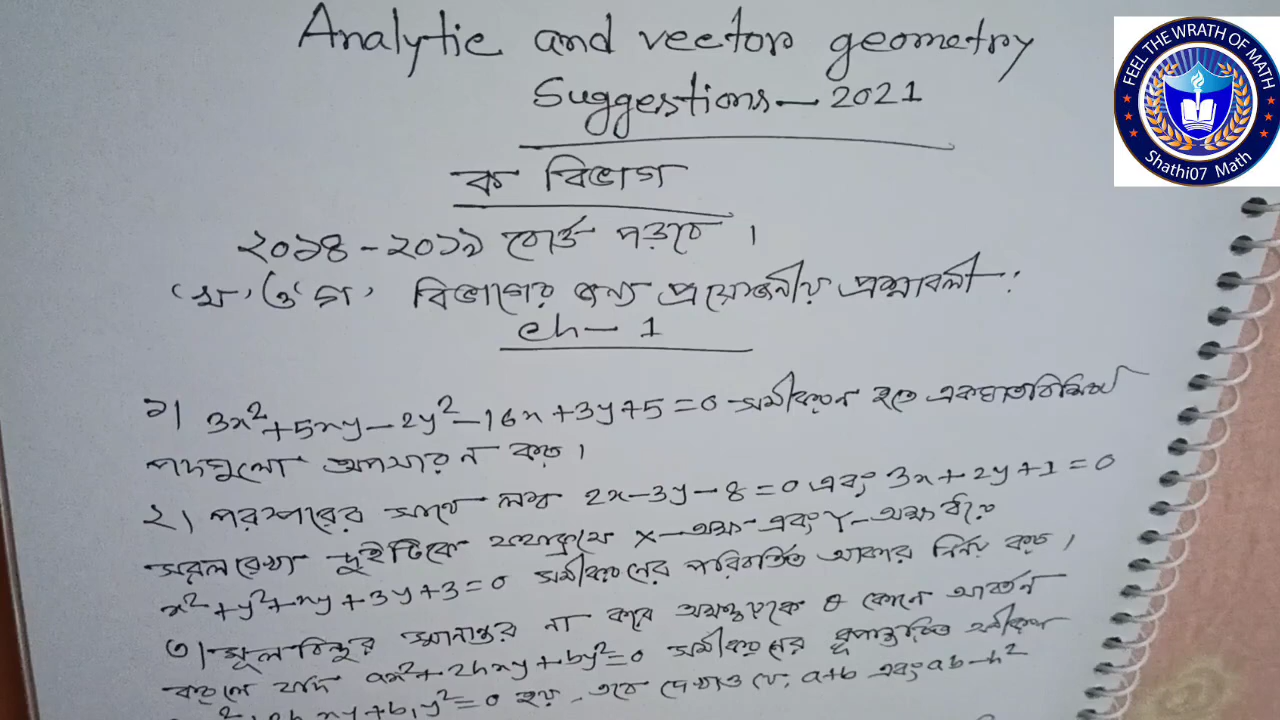 Analytic and vector geometry
Suggestions — 2021
ক বিভাগ
২০১৪ - ২০১৯ বোর্ড পড়বে ।
'খ' ও 'গ' বিভাগের জন্য প্রয়োজনীয় প্রশ্নাবলী :
ch — 1
১। 3x²+5xy-2y²-16x+3y+5=0 সমীকরণ হতে একঘাতবিশিষ্ট
পদগুলো অপসারন কর।
২। পরস্পরের সাথে লম্ব 2x-3y-8=0 এবং 3x+2y+1=0
সরলরেখা দুইটিকে যথাক্রমে X-অক্ষ এবং Y-অক্ষ ধরে
x²+y²+xy+3y+3=0 সমীকরণের পরিবর্তিত আকার নির্ণয় কর।
৩। মূলবিন্দুর স্থানান্তর না করে অক্ষদ্বয়কে θ কোনে আবর্তন
করলে যদি ax²+2hxy+by²=0 সমীকরণের রূপান্তরিত সমীকরণ
y+b₁y²=0 হয়, তবে দেখাও যে, a+b এবং ab-h²
FEEL THE WRATH OF MATH
Shathi07 Math